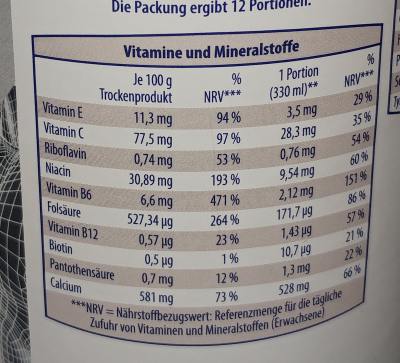 Die Packung ergibt 12 Portionen.
Vitamine und Mineralstoffe
Je 100 g % 1 Portion %
Trockenprodukt NRV*** (330 ml)** NRV***
Vitamin E 11,3 mg 94 % 3,5 mg 29 %
Vitamin C 77,5 mg 97 % 28,3 mg 35 %
Riboflavin 0,74 mg 53 % 0,76 mg 54 %
Niacin 30,89 mg 193 % 9,54 mg 60 %
Vitamin B6 6,6 mg 471 % 2,12 mg 151 %
Folsäure 527,34 µg 264 % 171,7 µg 86 %
Vitamin B12 0,57 µg 23 % 1,43 µg 57 %
Biotin 0,5 µg 1 % 10,7 µg 21 %
Pantothensäure 0,7 mg 12 % 1,3 mg 22 %
Calcium 581 mg 73 % 528 mg 66 %
***NRV = Nährstoffbezugswert: Referenzmenge für die tägliche
Zufuhr von Vitaminen und Mineralstoffen (Erwachsene)